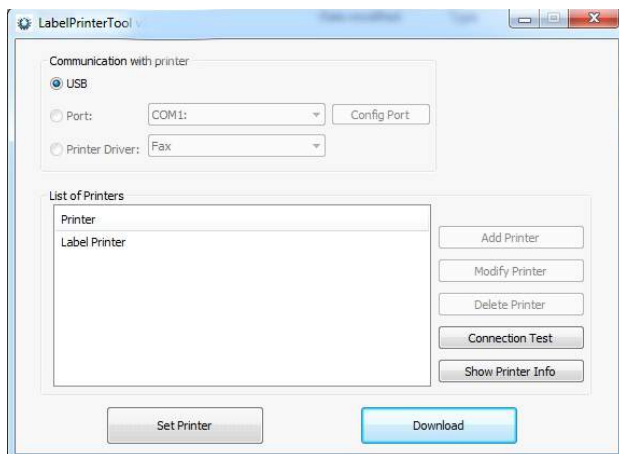 LabelPrinterTool
Communication with printer
USB
Port: COM1: Config Port
Printer Driver: Fax
List of Printers
Printer
Label Printer
Add Printer
Modify Printer
Delete Printer
Connection Test
Show Printer Info
Set Printer Download